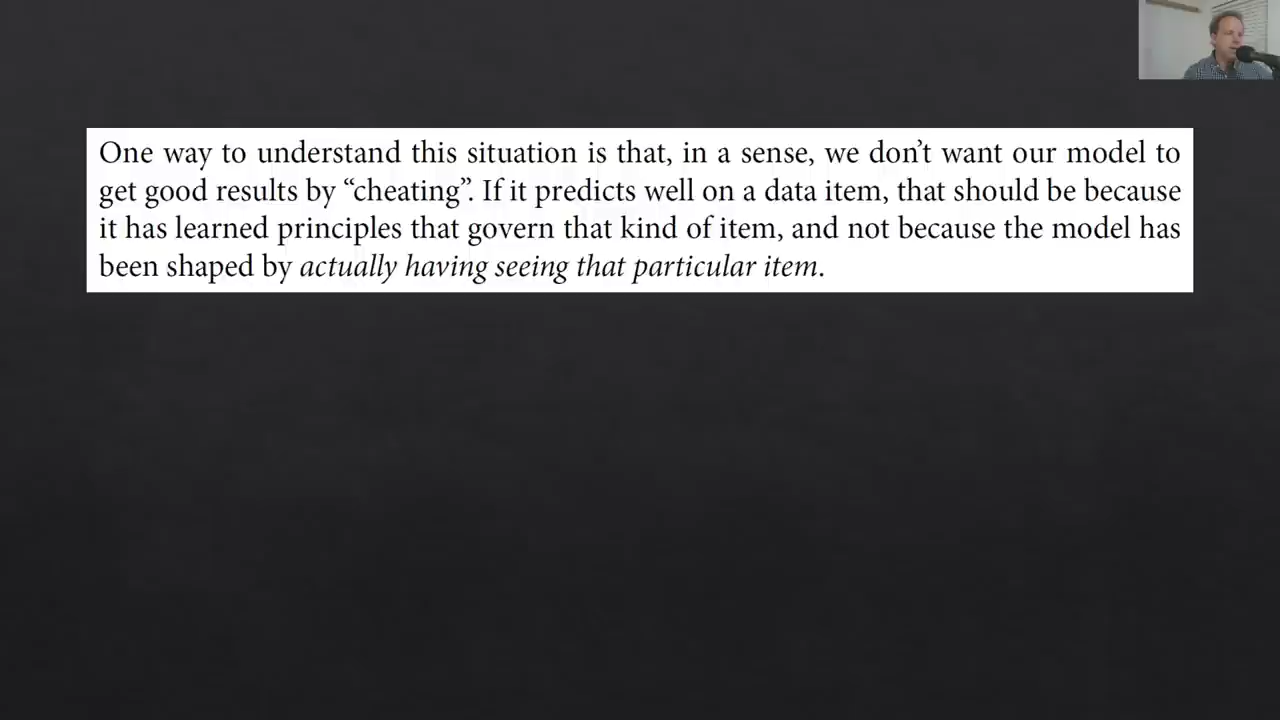 One way to understand this situation is that, in a sense, we don’t want our model to
get good results by “cheating”. If it predicts well on a data item, that should be because
it has learned principles that govern that kind of item, and not because the model has
been shaped by actually having seeing that particular item.